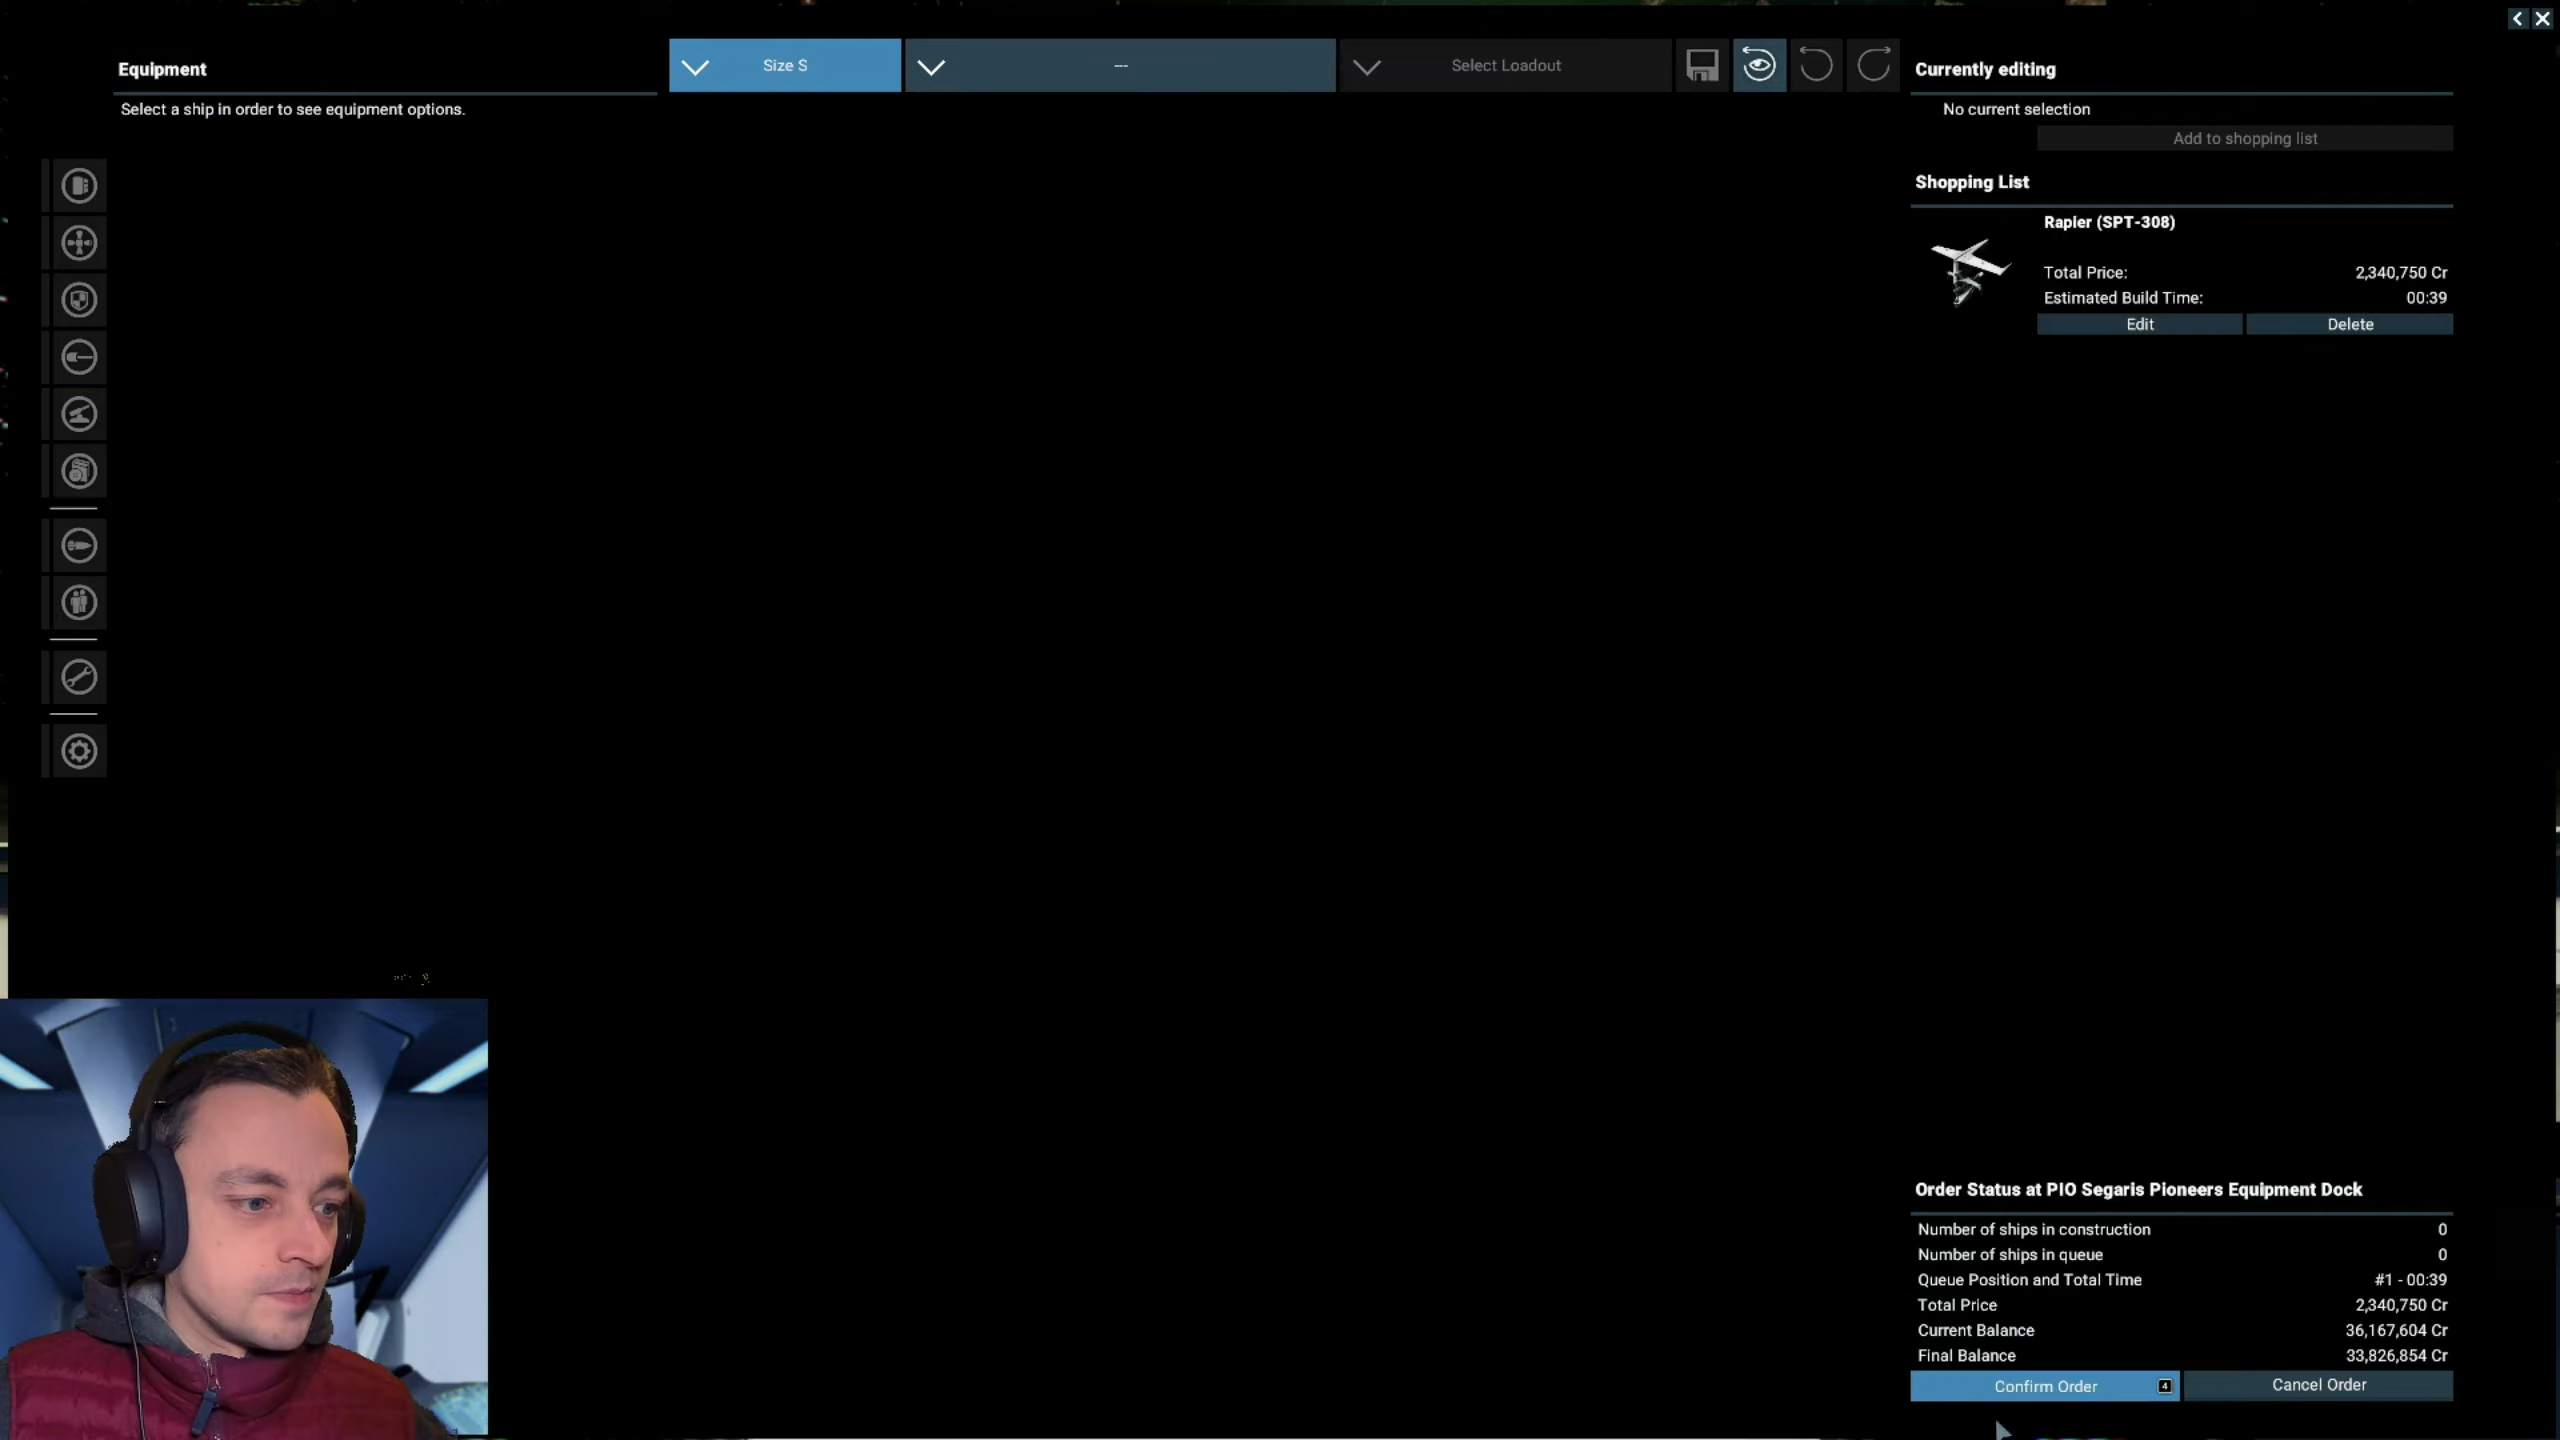 Equipment
Select a ship in order to see equipment options.
Size S
---
Select Loadout
Currently editing
No current selection
Add to shopping list
Shopping List
Rapier (SPT-308)
Total Price: 2,340,750 Cr
Estimated Build Time: 00:39
Edit Delete
Order Status at PIO Segaris Pioneers Equipment Dock
Number of ships in construction 0
Number of ships in queue 0
Queue Position and Total Time #1 - 00:39
Total Price 2,340,750 Cr
Current Balance 36,167,604 Cr
Final Balance 33,826,854 Cr
Confirm Order 4 Cancel Order